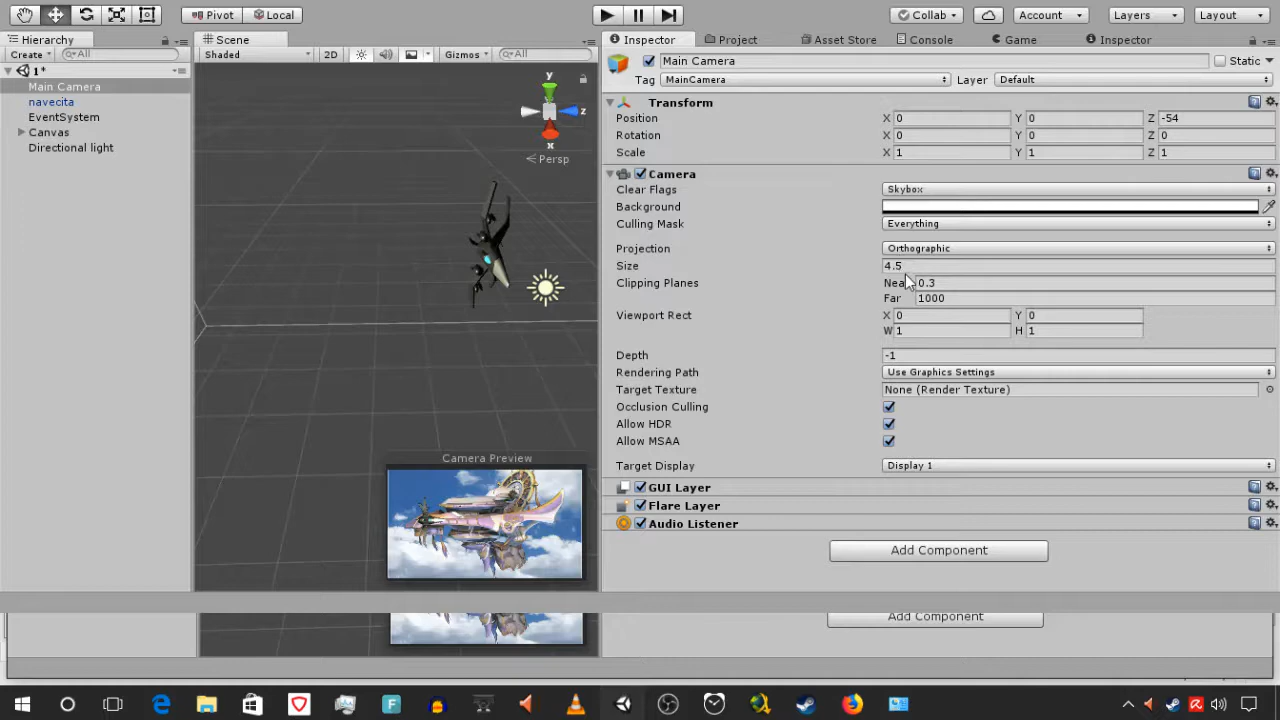 Pivot Local Collab Account Layers Layout
Hierarchy Scene Inspector Project Asset Store Console Game Inspector
Create All Shaded 2D Gizmos All Main Camera Static
1*
Tag MainCamera Layer Default
Main Camera
navecita
EventSystem
Canvas
Directional light
y
z
x
Persp
Transform
Position X 0 Y 0 Z -54
Rotation X 0 Y 0 Z 0
Scale X 1 Y 1 Z 1
Camera
Clear Flags Skybox
Background
Culling Mask Everything
Projection Orthographic
Size 4.5
Clipping Planes Near 0.3
Far 1000
Viewport Rect X 0 Y 0
W 1 H 1
Depth -1
Rendering Path Use Graphics Settings
Target Texture None (Render Texture)
Occlusion Culling
Allow HDR
Allow MSAA
Target Display Display 1
Camera Preview
GUI Layer
Flare Layer
Audio Listener
Add Component
Add Component